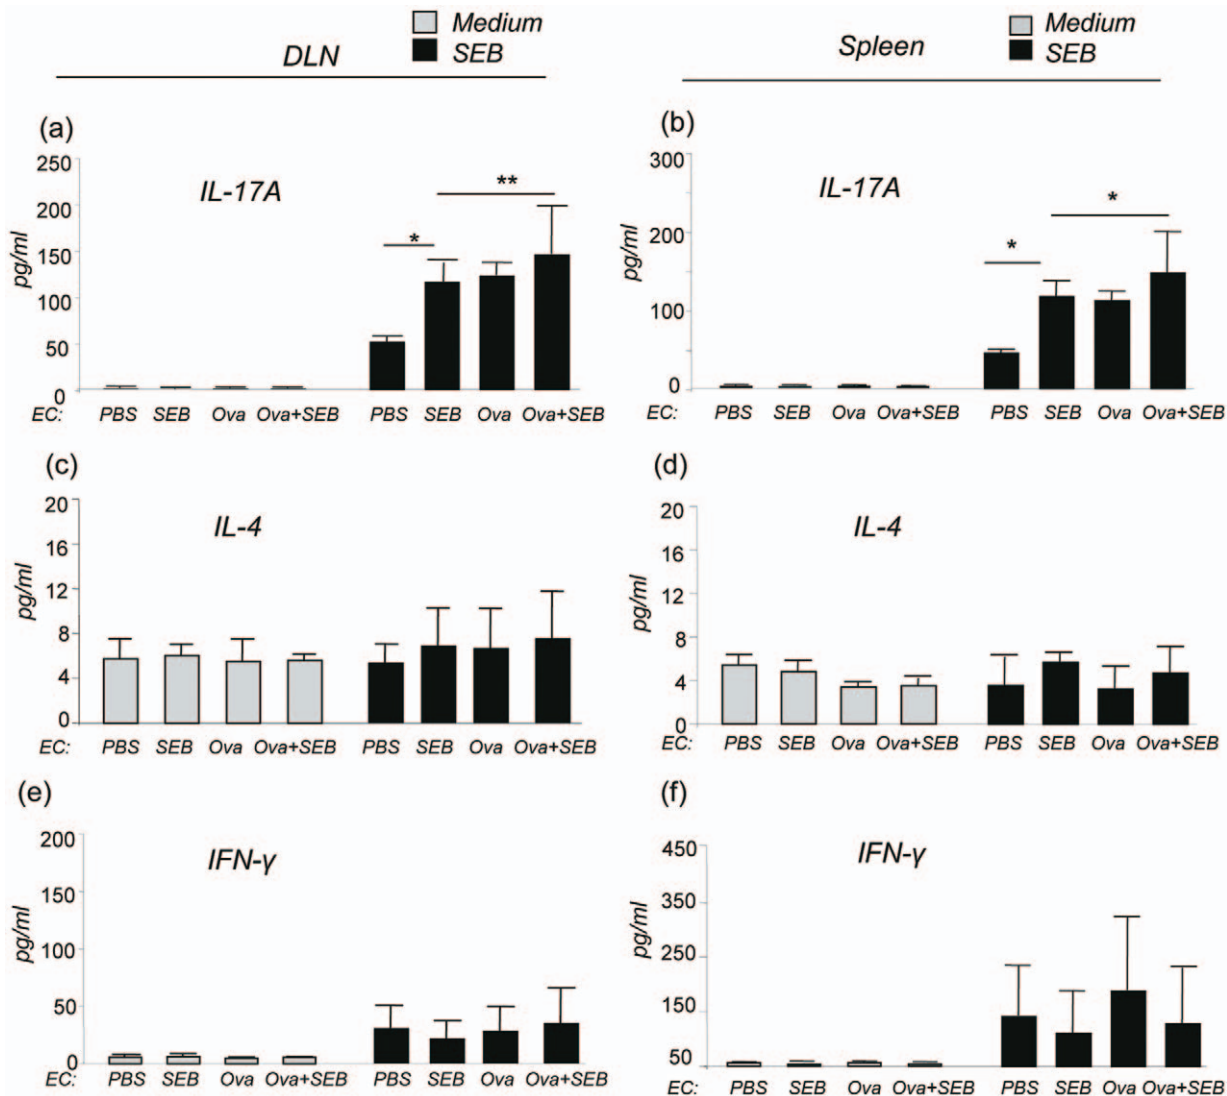 Medium
SEB
DLN
Medium
SEB
Spleen
(a)
IL-17A
pg/ml
250
200
150
100
50
0
*
**
EC: PBS SEB Ova Ova+SEB PBS SEB Ova Ova+SEB
(b)
IL-17A
pg/ml
300
200
100
0
*
*
EC: PBS SEB Ova Ova+SEB PBS SEB Ova Ova+SEB
(c)
IL-4
pg/ml
20
16
12
8
4
0
EC: PBS SEB Ova Ova+SEB PBS SEB Ova Ova+SEB
(d)
IL-4
pg/ml
20
16
12
8
4
0
EC: PBS SEB Ova Ova+SEB PBS SEB Ova Ova+SEB
(e)
IFN-γ
pg/ml
200
150
100
50
0
EC: PBS SEB Ova Ova+SEB PBS SEB Ova Ova+SEB
(f)
IFN-γ
pg/ml
450
350
250
150
50
EC: PBS SEB Ova Ova+SEB PBS SEB Ova Ova+SEB